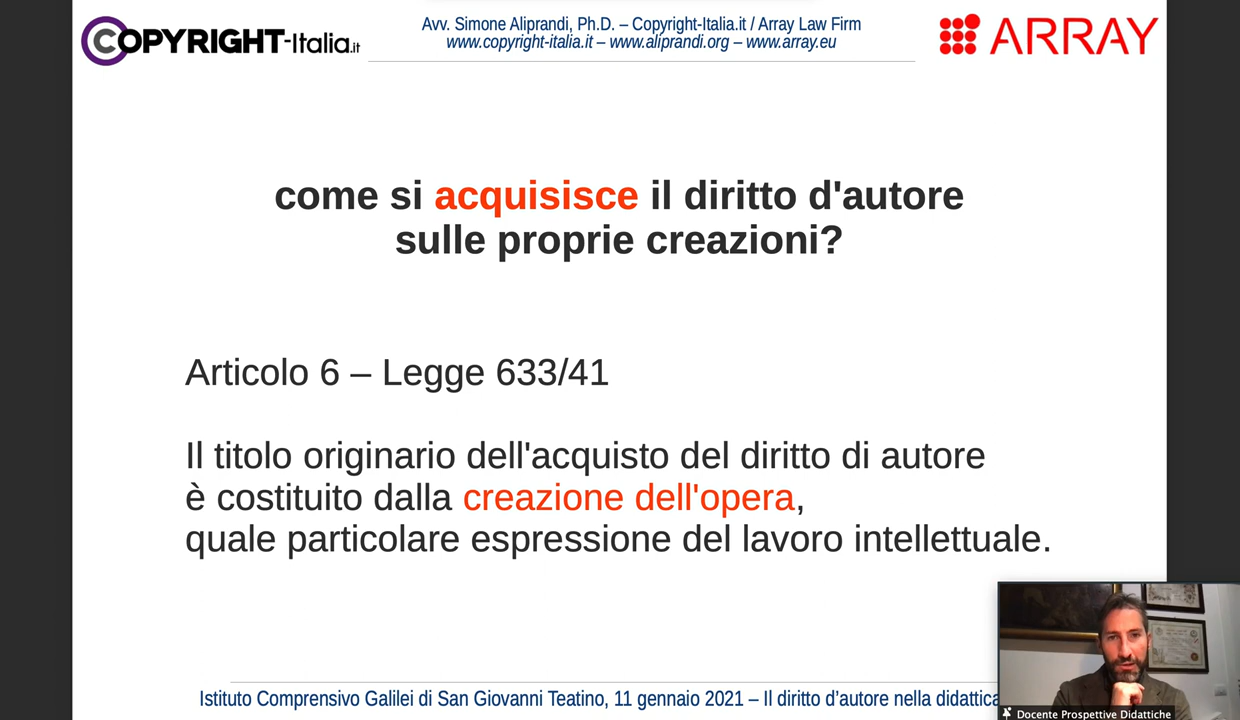 COPYRIGHT-Italia.it
Avv. Simone Aliprandi, Ph.D. – Copyright-Italia.it / Array Law Firm
www.copyright-italia.it – www.aliprandi.org – www.array.eu
ARRAY
come si acquisisce il diritto d'autore
sulle proprie creazioni?
Articolo 6 – Legge 633/41
Il titolo originario dell'acquisto del diritto di autore
è costituito dalla creazione dell'opera,
quale particolare espressione del lavoro intellettuale.
Istituto Comprensivo Galilei di San Giovanni Teatino, 11 gennaio 2021 – Il diritto d’autore nella didattica
Docente Prospettive Didattiche